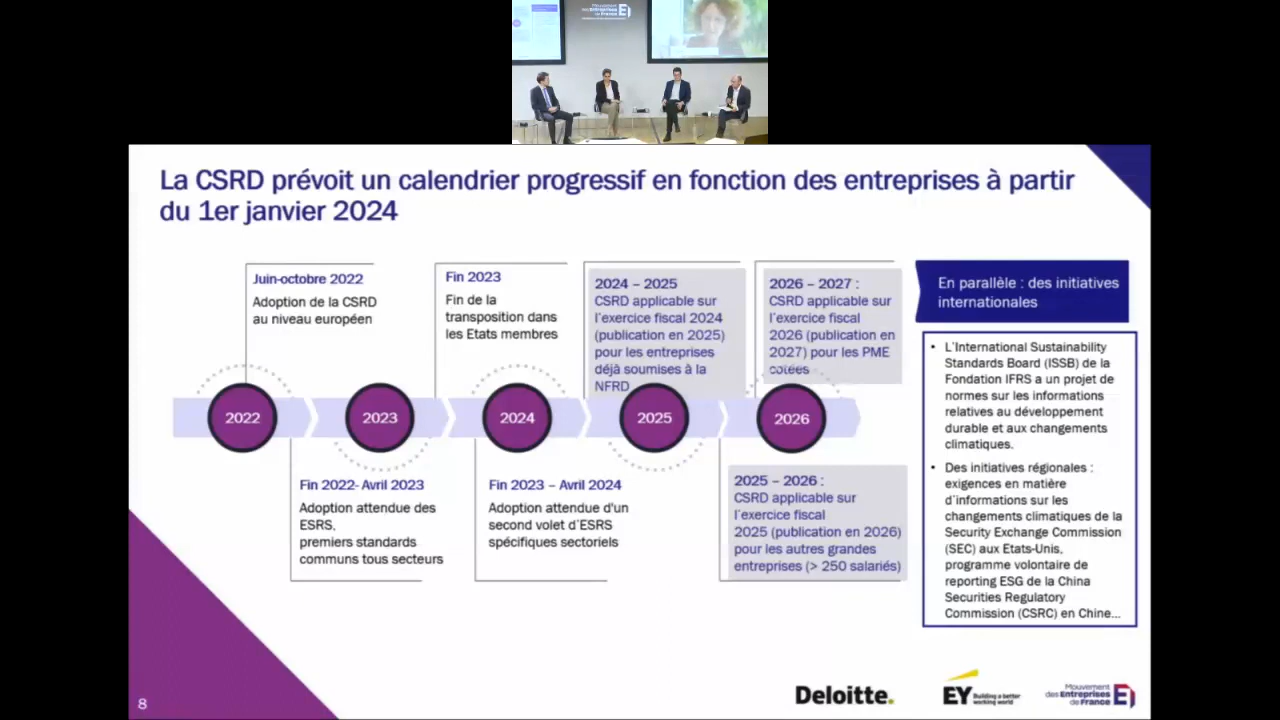 Mouvement
des Entreprises
de France
La CSRD prévoit un calendrier progressif en fonction des entreprises à partir
du 1er janvier 2024
Juin-octobre 2022
Adoption de la CSRD
au niveau européen
Fin 2023
Fin de la
transposition dans
les Etats membres
2024 – 2025
CSRD applicable sur
l'exercice fiscal 2024
(publication en 2025)
pour les entreprises
déjà soumises à la
NFRD
2026 – 2027 :
CSRD applicable sur
l'exercice fiscal
2026 (publication en
2027) pour les PME
cotées
2022
2023
2024
2025
2026
Fin 2022- Avril 2023
Adoption attendue des
ESRS,
premiers standards
communs tous secteurs
Fin 2023 – Avril 2024
Adoption attendue d'un
second volet d'ESRS
spécifiques sectoriels
2025 – 2026 :
CSRD applicable sur
l'exercice fiscal
2025 (publication en 2026)
pour les autres grandes
entreprises (> 250 salariés)
En parallèle : des initiatives
internationales
• L'International Sustainability
Standards Board (ISSB) de la
Fondation IFRS a un projet de
normes sur les informations
relatives au développement
durable et aux changements
climatiques.
• Des initiatives régionales :
exigences en matière
d'informations sur les
changements climatiques de la
Security Exchange Commission
(SEC) aux Etats-Unis,
programme volontaire de
reporting ESG de la China
Securities Regulatory
Commission (CSRC) en Chine...
8
Deloitte.
EY
Building a better
working world
Mouvement
des Entreprises
de France